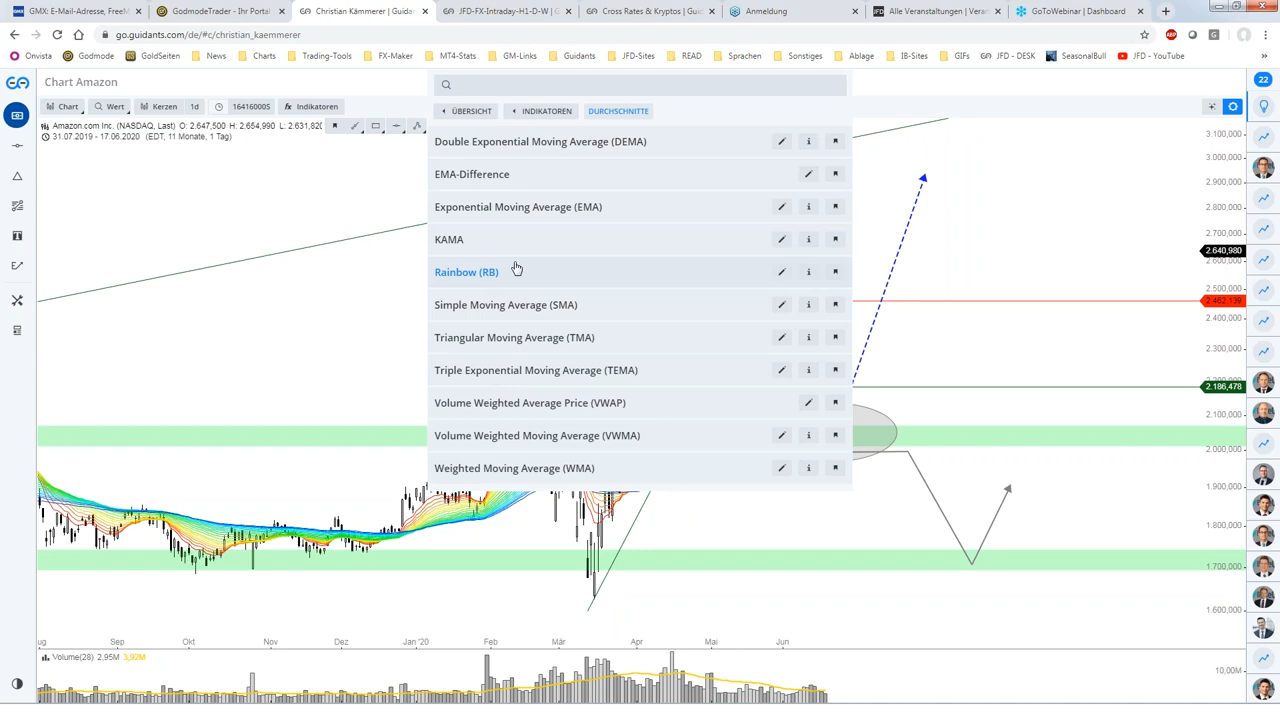 GMX: E-Mail-Adresse, FreeM
GodmodeTrader - Ihr Portal
Christian Kämmerer | Guidan
JFD-FX-Intraday-H1-D-W | G
Cross Rates & Kryptos | Guid
Anmeldung
Alle Veranstaltungen | Veran
GoToWebinar | Dashboard
go.guidants.com/de/#c/christian_kaemmerer
Onvista
Godmode
GoldSeiten
News
Charts
Trading-Tools
FX-Maker
MT4-Stats
GM-Links
Guidants
JFD-Sites
READ
Sprachen
Sonstiges
Ablage
IB-Sites
GIFs
JFD - DESK
SeasonalBull
JFD - YouTube
»
Chart Amazon
22
Chart
Wert
Kerzen
1d
164160005
fx Indikatoren
Amazon.com Inc. (NASDAQ, Last) O: 2.647,500 H: 2.654,990 L: 2.631,820
31.07.2019 - 17.06.2020 (EDT, 11 Monate, 1 Tag)
ÜBERSICHT
INDIKATOREN
DURCHSCHNITTE
Double Exponential Moving Average (DEMA)
EMA-Difference
Exponential Moving Average (EMA)
KAMA
Rainbow (RB)
Simple Moving Average (SMA)
Triangular Moving Average (TMA)
Triple Exponential Moving Average (TEMA)
Volume Weighted Average Price (VWAP)
Volume Weighted Moving Average (VWMA)
Weighted Moving Average (WMA)
3.100,000
3.000,000
2.900,000
2.800,000
2.700,000
2.640,980
2.600,000
2.500,000
2.462,139
2.400,000
2.300,000
2.186,478
2.100,000
2.000,000
1.900,000
1.800,000
1.700,000
1.600,000
ug
Sep
Okt
Nov
Dez
Jan '20
Feb
Mär
Apr
Mai
Jun
Volume(28) 2,95M 3,92M
10,00M